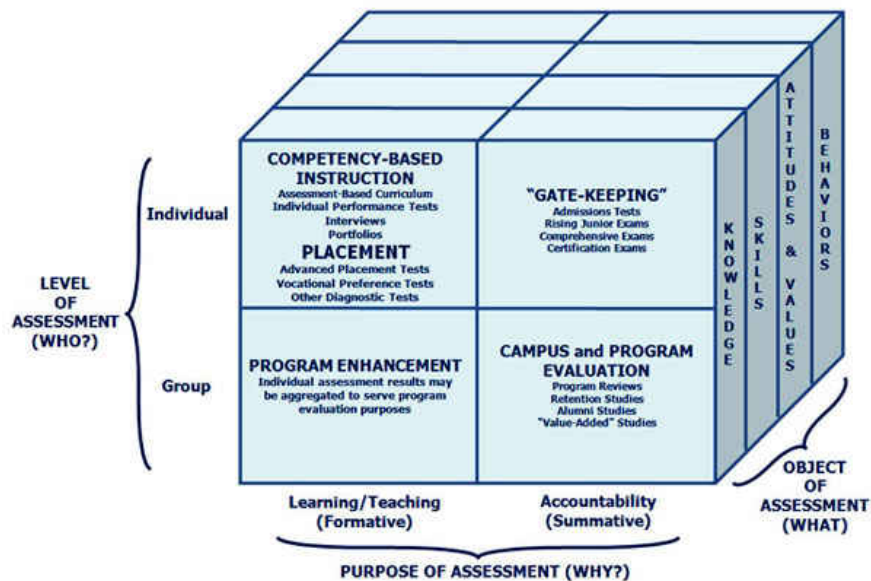 COMPETENCY-BASED
INSTRUCTION
Assessment-Based Curriculum
Individual Performance Tests
Interviews
Portfolios
PLACEMENT
Advanced Placement Tests
Vocational Preference Tests
Other Diagnostic Tests
"GATE-KEEPING"
Admissions Tests
Rising Junior Exams
Comprehensive Exams
Certification Exams
Individual
LEVEL
OF
ASSESSMENT
(WHO?)
Group
PROGRAM ENHANCEMENT
Individual assessment results may
be aggregated to serve program
evaluation purposes
CAMPUS and PROGRAM
EVALUATION
Program Reviews
Retention Studies
Alumni Studies
"Value-Added" Studies
KNOWLEDGE
SKILLS
ATTITUDES & VALUES
BEHAVIORS
OBJECT
OF
ASSESSMENT
(WHAT)
Learning/Teaching
(Formative)
Accountability
(Summative)
PURPOSE OF ASSESSMENT (WHY?)